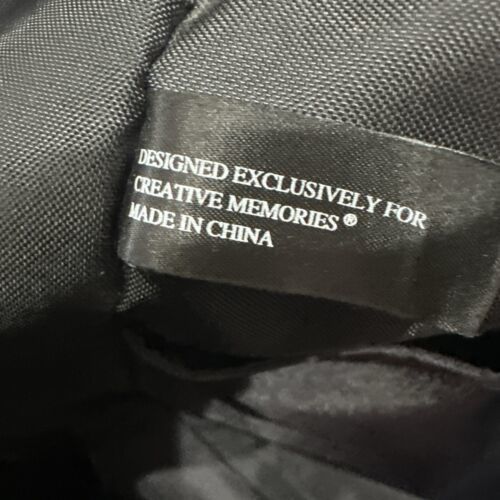 DESIGNED EXCLUSIVELY FOR
CREATIVE MEMORIES®
MADE IN CHINA